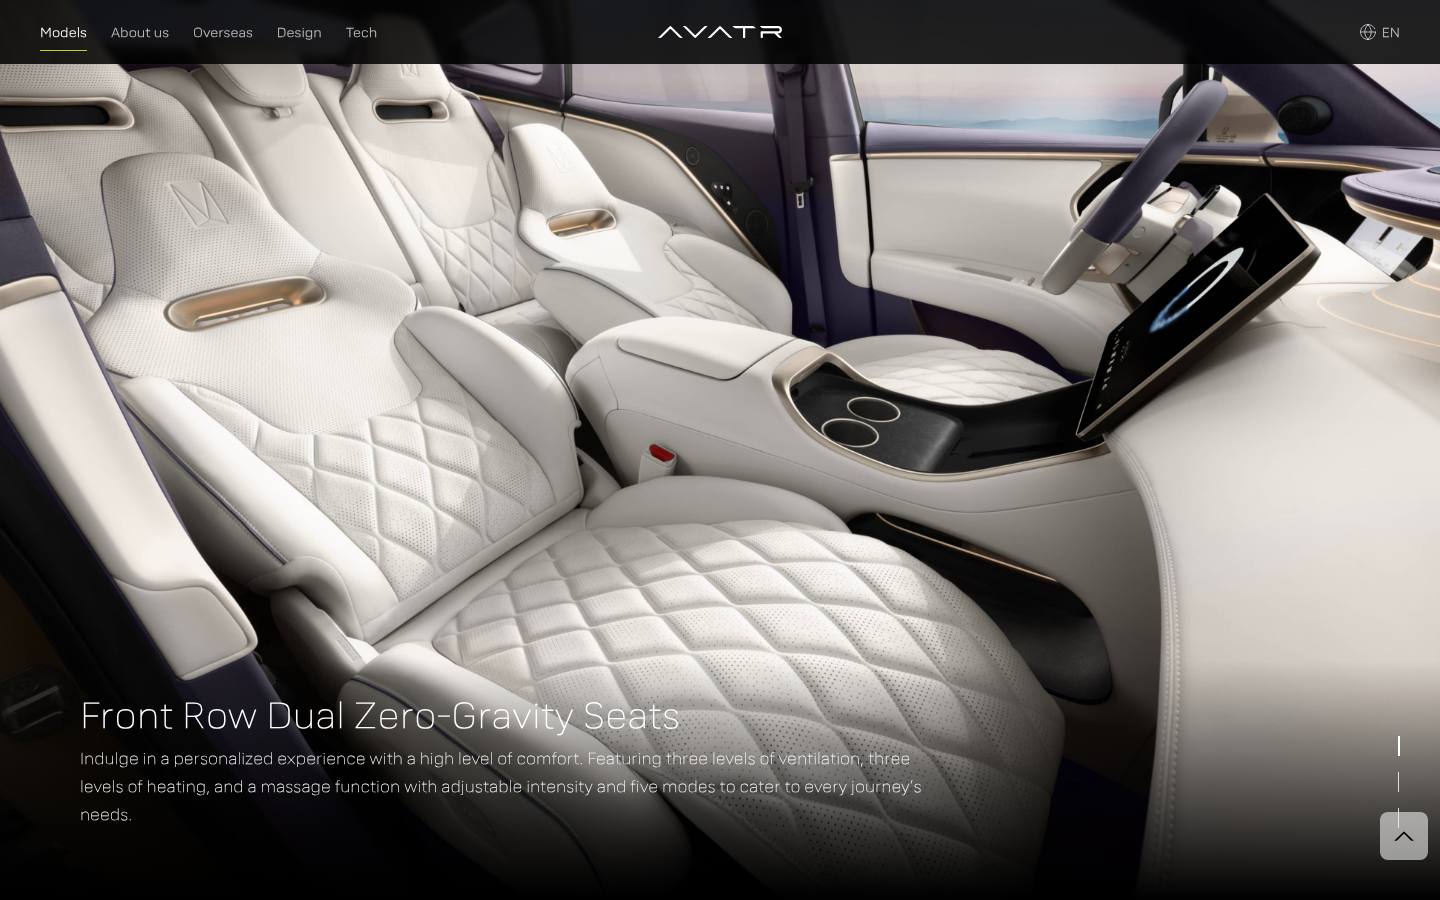 Models
About us
Overseas
Design
Tech
AVATR
EN
Front Row Dual Zero-Gravity Seats
Indulge in a personalized experience with a high level of comfort. Featuring three levels of ventilation, three
levels of heating, and a massage function with adjustable intensity and five modes to cater to every journey's
needs.